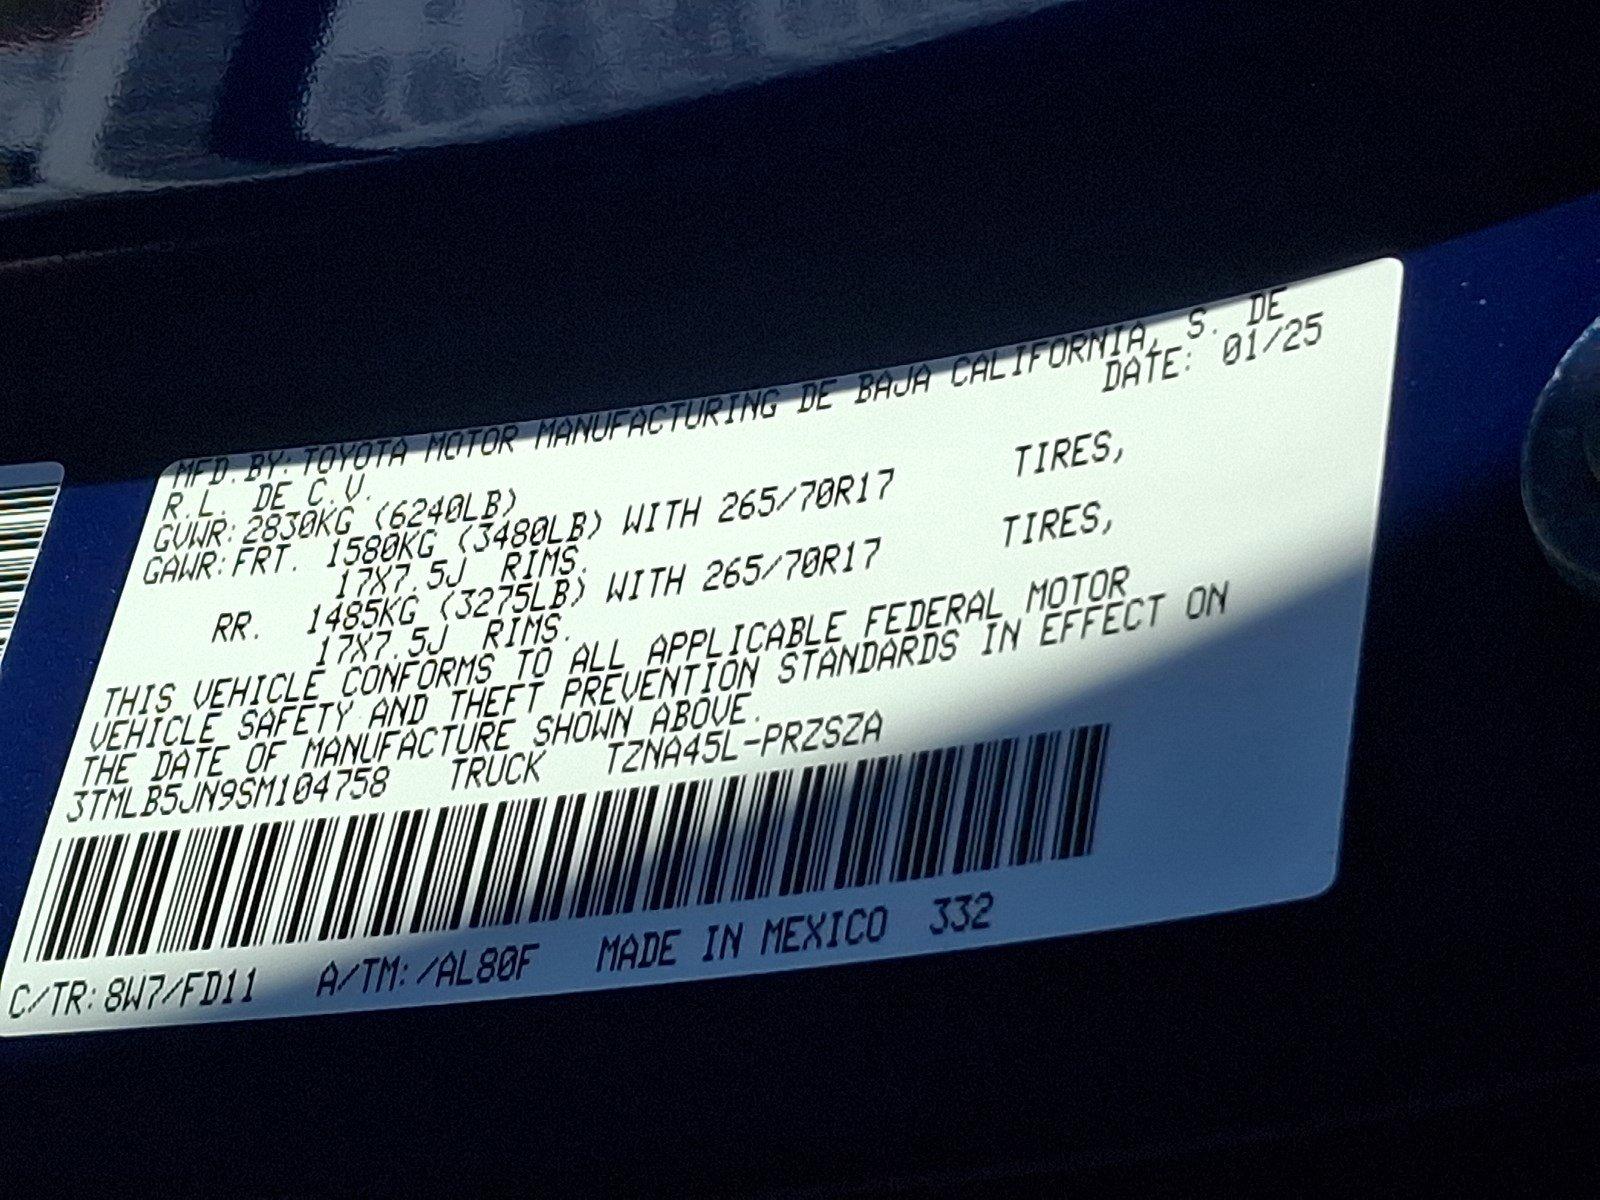 MFD. BY: TOYOTA MOTOR MANUFACTURING DE BAJA CALIFORNIA, S. DE
R.L. DE C.V. DATE: 01/25
GVWR: 2830KG (6240LB)
GAWR: FRT. 1580KG (3480LB) WITH 265/70R17 TIRES,
17X7.5J RIMS.
RR. 1485KG (3275LB) WITH 265/70R17 TIRES,
17X7.5J RIMS.
THIS VEHICLE CONFORMS TO ALL APPLICABLE FEDERAL MOTOR
VEHICLE SAFETY AND THEFT PREVENTION STANDARDS IN EFFECT ON
THE DATE OF MANUFACTURE SHOWN ABOVE.
3TMLB5JN9SM104758 TRUCK TZNA45L-PRZSZA
C/TR: 8W7/FD11 A/TM: /AL80F MADE IN MEXICO 332